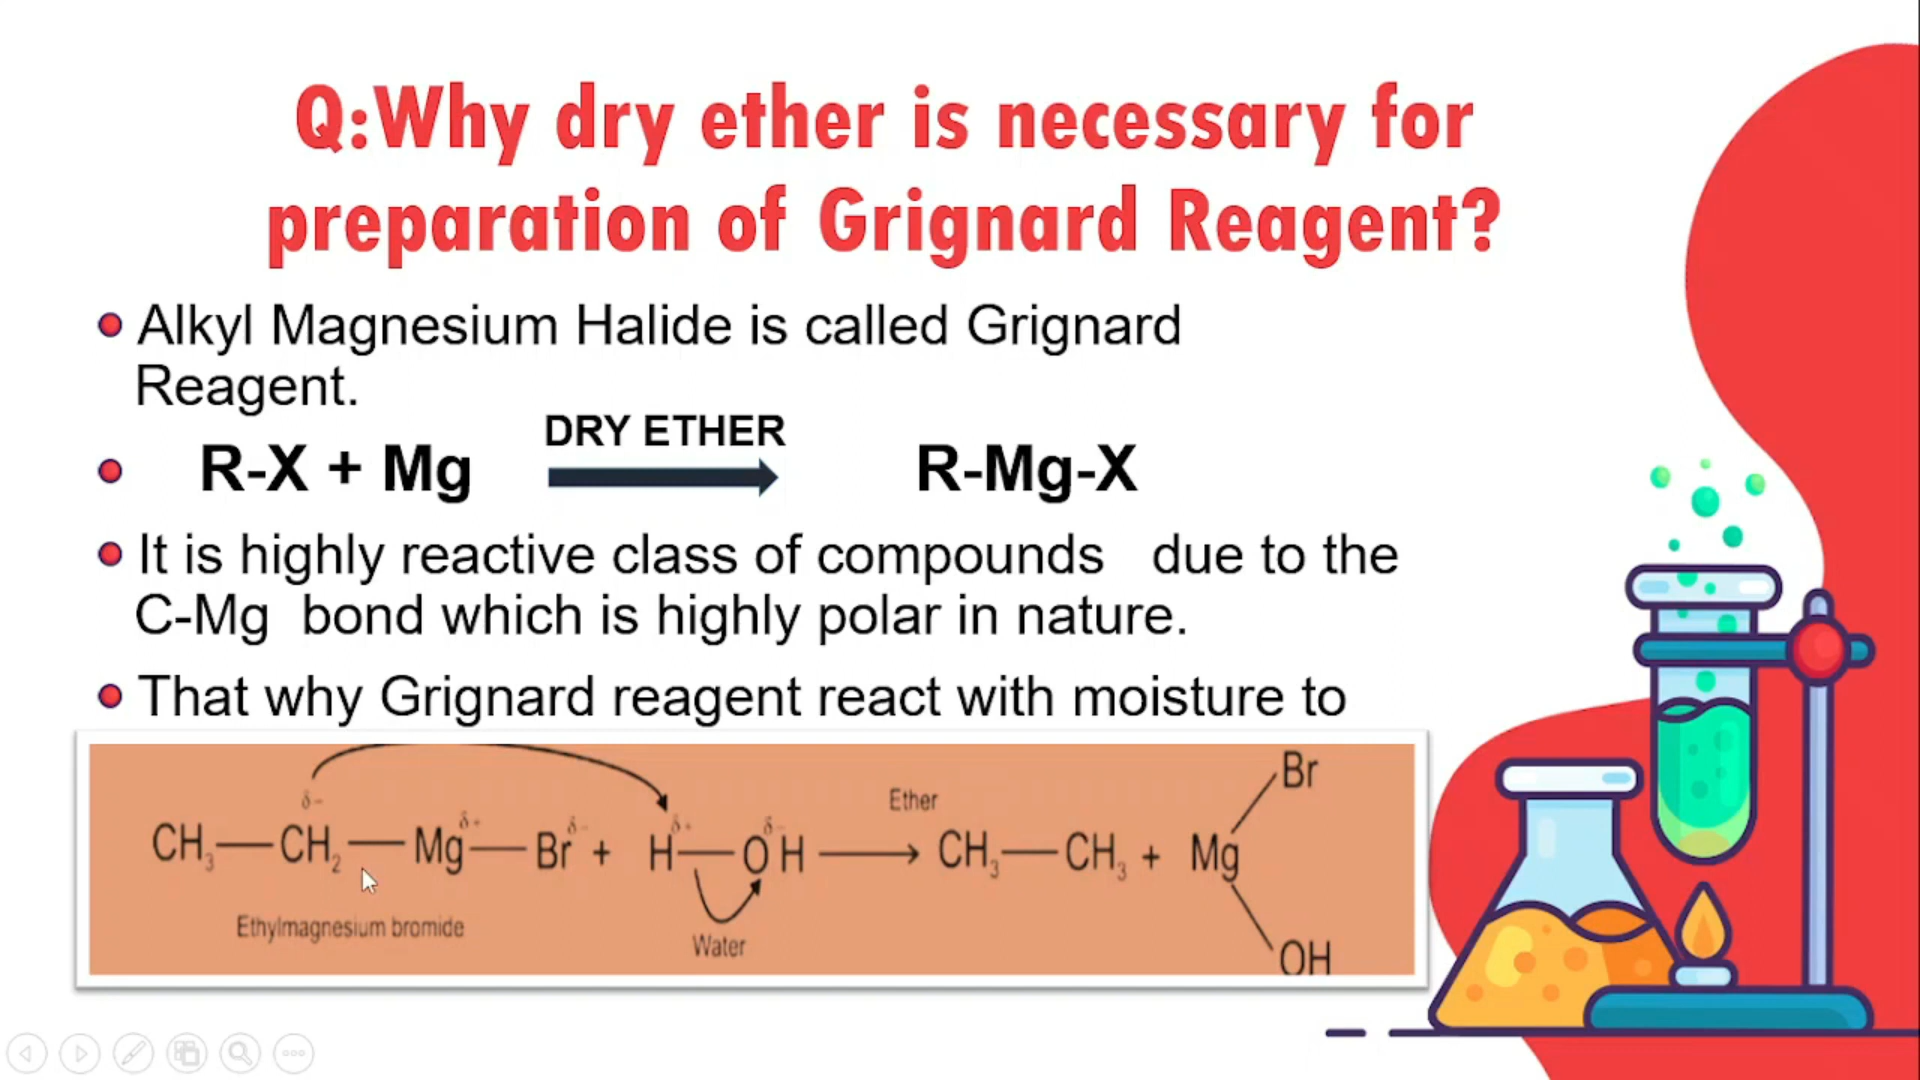 Q:Why dry ether is necessary for
preparation of Grignard Reagent?
Alkyl Magnesium Halide is called Grignard
Reagent.
DRY ETHER
R-X + Mg R-Mg-X
It is highly reactive class of compounds due to the
C-Mg bond which is highly polar in nature.
That why Grignard reagent react with moisture to
Br
δ- Ether
δ+ δ- δ+ δ-
CH₃—CH₂—Mg—Br + H—OH ⟶ CH₃—CH₃ + Mg
Ethylmagnesium bromide
Water
OH